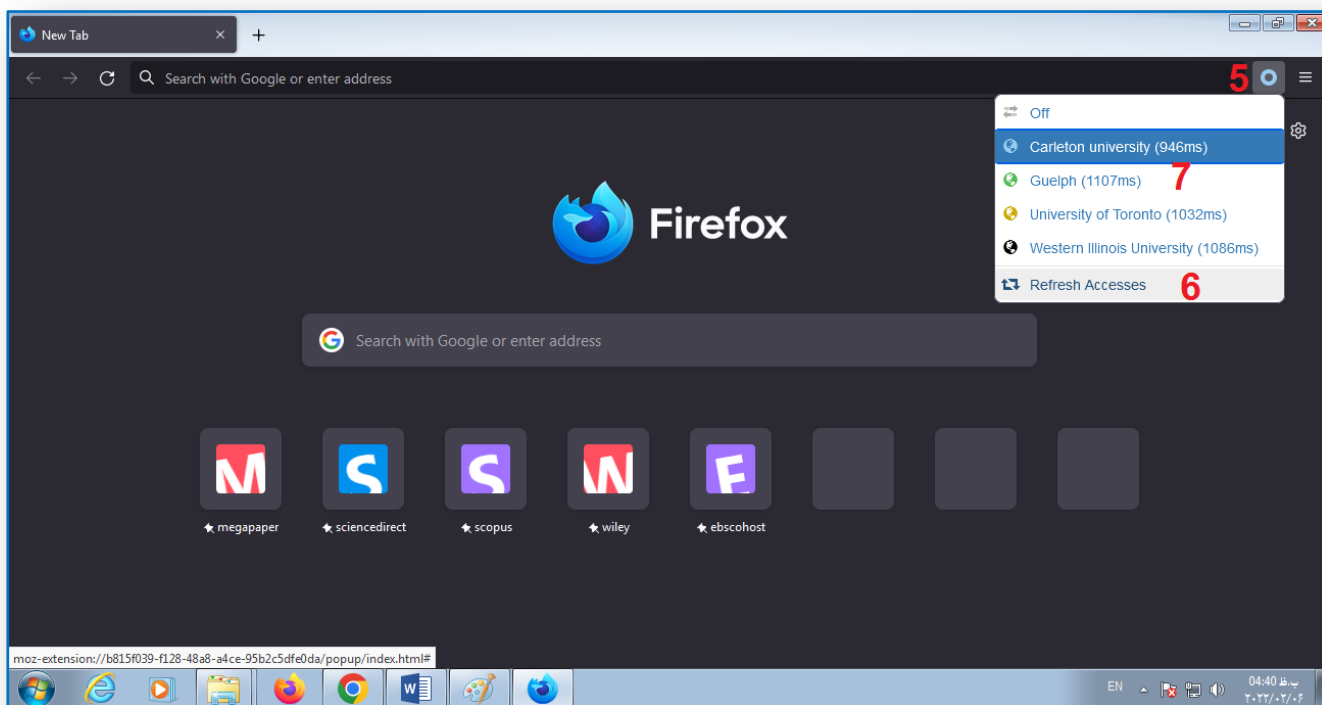 New Tab
Search with Google or enter address
5
Off
Carleton university (946ms)
7
Guelph (1107ms)
University of Toronto (1032ms)
Western Illinois University (1086ms)
Refresh Accesses
6
Firefox
G
Search with Google or enter address
M
S
S
W
E
megapaper
sciencedirect
scopus
wiley
ebscohost
moz-extension://b815f039-f128-48a8-a4ce-95b2c5dfe0da/popup/index.html#
W
EN
04:40 ب.ظ
۲۰۲۲/۰۲/۰۶